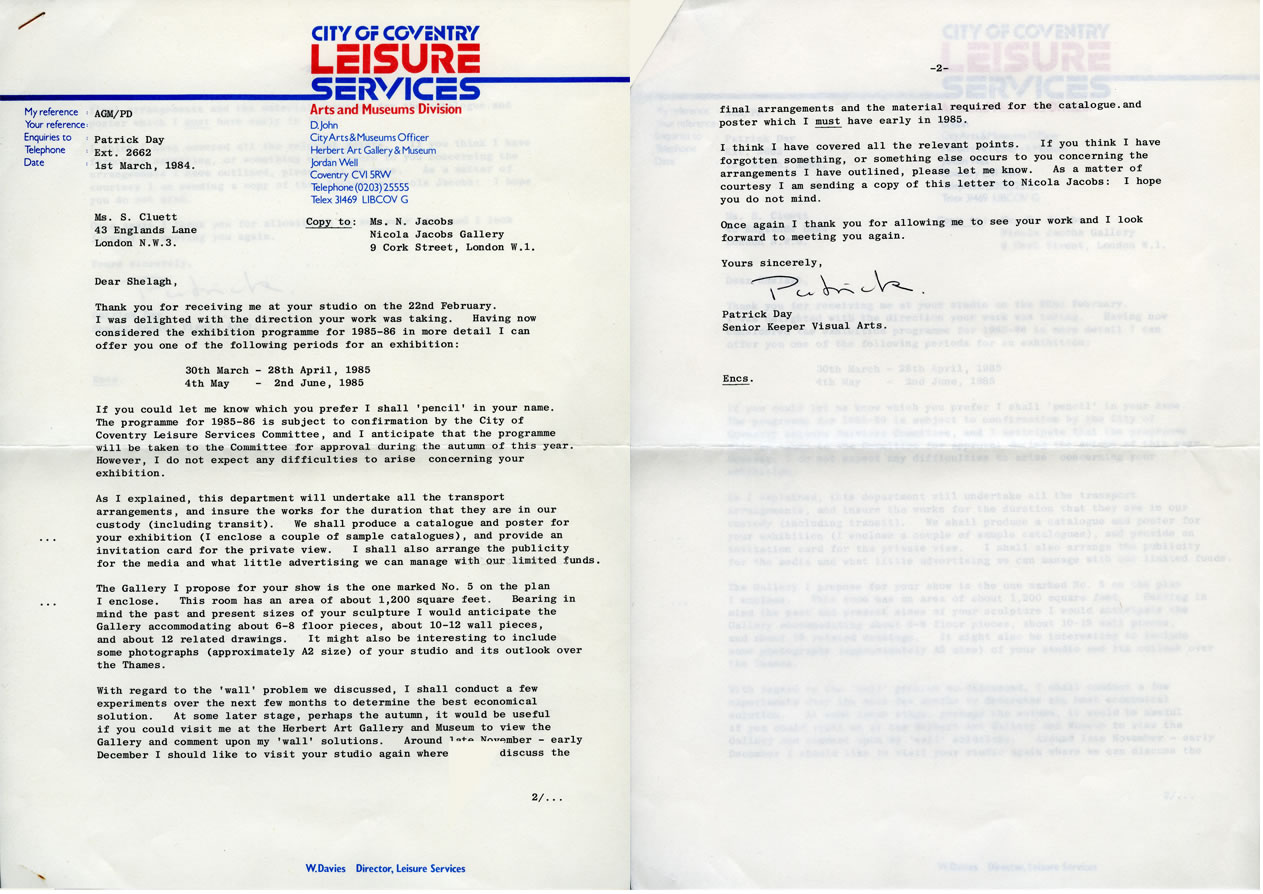 CITY OF COVENTRY
LEISURE
SERVICES
Arts and Museums Division
D. John
City Arts & Museums Officer
Herbert Art Gallery & Museum
Jordan Well
Coventry CV1 5RW
Telephone (0203) 25555
Telex 31469 LIBCOV G
My reference : AGM/PD
Your reference:
Enquiries to : Patrick Day
Telephone : Ext. 2662
Date : 1st March, 1984.
Ms. S. Cluett
43 Englands Lane
London N.W.3.
Copy to: Ms. N. Jacobs
Nicola Jacobs Gallery
9 Cork Street, London W.1.
Dear Shelagh,
Thank you for receiving me at your studio on the 22nd February.
I was delighted with the direction your work was taking. Having now
considered the exhibition programme for 1985-86 in more detail I can
offer you one of the following periods for an exhibition:
30th March - 28th April, 1985
4th May - 2nd June, 1985
If you could let me know which you prefer I shall 'pencil' in your name.
The programme for 1985-86 is subject to confirmation by the City of
Coventry Leisure Services Committee, and I anticipate that the programme
will be taken to the Committee for approval during the autumn of this year.
However, I do not expect any difficulties to arise concerning your
exhibition.
As I explained, this department will undertake all the transport
arrangements, and insure the works for the duration that they are in our
custody (including transit). We shall produce a catalogue and poster for
... your exhibition (I enclose a couple of sample catalogues), and provide an
invitation card for the private view. I shall also arrange the publicity
for the media and what little advertising we can manage with our limited funds.
The Gallery I propose for your show is the one marked No. 5 on the plan
... I enclose. This room has an area of about 1,200 square feet. Bearing in
mind the past and present sizes of your sculpture I would anticipate the
Gallery accommodating about 6-8 floor pieces, about 10-12 wall pieces,
and about 12 related drawings. It might also be interesting to include
some photographs (approximately A2 size) of your studio and its outlook over
the Thames.
With regard to the 'wall' problem we discussed, I shall conduct a few
experiments over the next few months to determine the best economical
solution. At some later stage, perhaps the autumn, it would be useful
if you could visit me at the Herbert Art Gallery and Museum to view the
Gallery and comment upon my 'wall' solutions. Around late November - early
December I should like to visit your studio again where discuss the
2/...
W. Davies Director, Leisure Services
-2-
final arrangements and the material required for the catalogue.and
poster which I must have early in 1985.
I think I have covered all the relevant points. If you think I have
forgotten something, or something else occurs to you concerning the
arrangements I have outlined, please let me know. As a matter of
courtesy I am sending a copy of this letter to Nicola Jacobs: I hope
you do not mind.
Once again I thank you for allowing me to see your work and I look
forward to meeting you again.
Yours sincerely,
Patrick.
Patrick Day
Senior Keeper Visual Arts.
Encs.